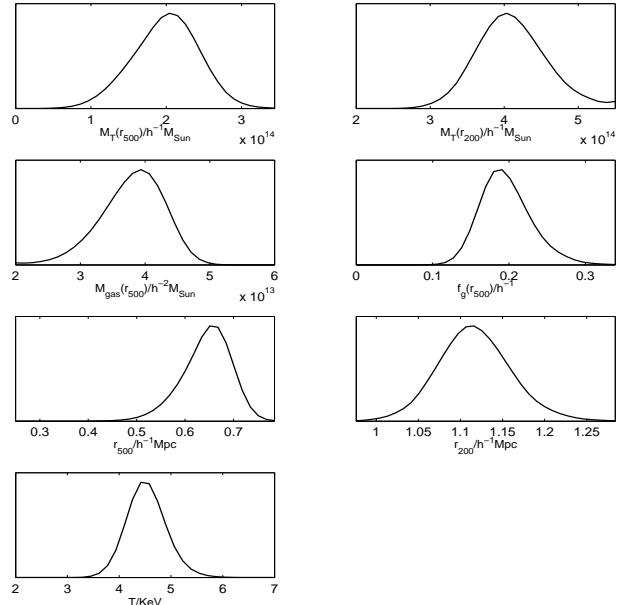 0 1 2 3
M_T(r_500)/h^-1 M_Sun
x 10^14
2 3 4 5
M_T(r_200)/h^-1 M_Sun
x 10^14
2 3 4 5 6
M_gas(r_500)/h^-2 M_Sun
x 10^13
0 0.1 0.2 0.3
f_g(r_500)/h^-1
0.3 0.4 0.5 0.6 0.7
r_500/h^-1 Mpc
1 1.05 1.1 1.15 1.2 1.25
r_200/h^-1 Mpc
2 3 4 5 6 7
T/KeV